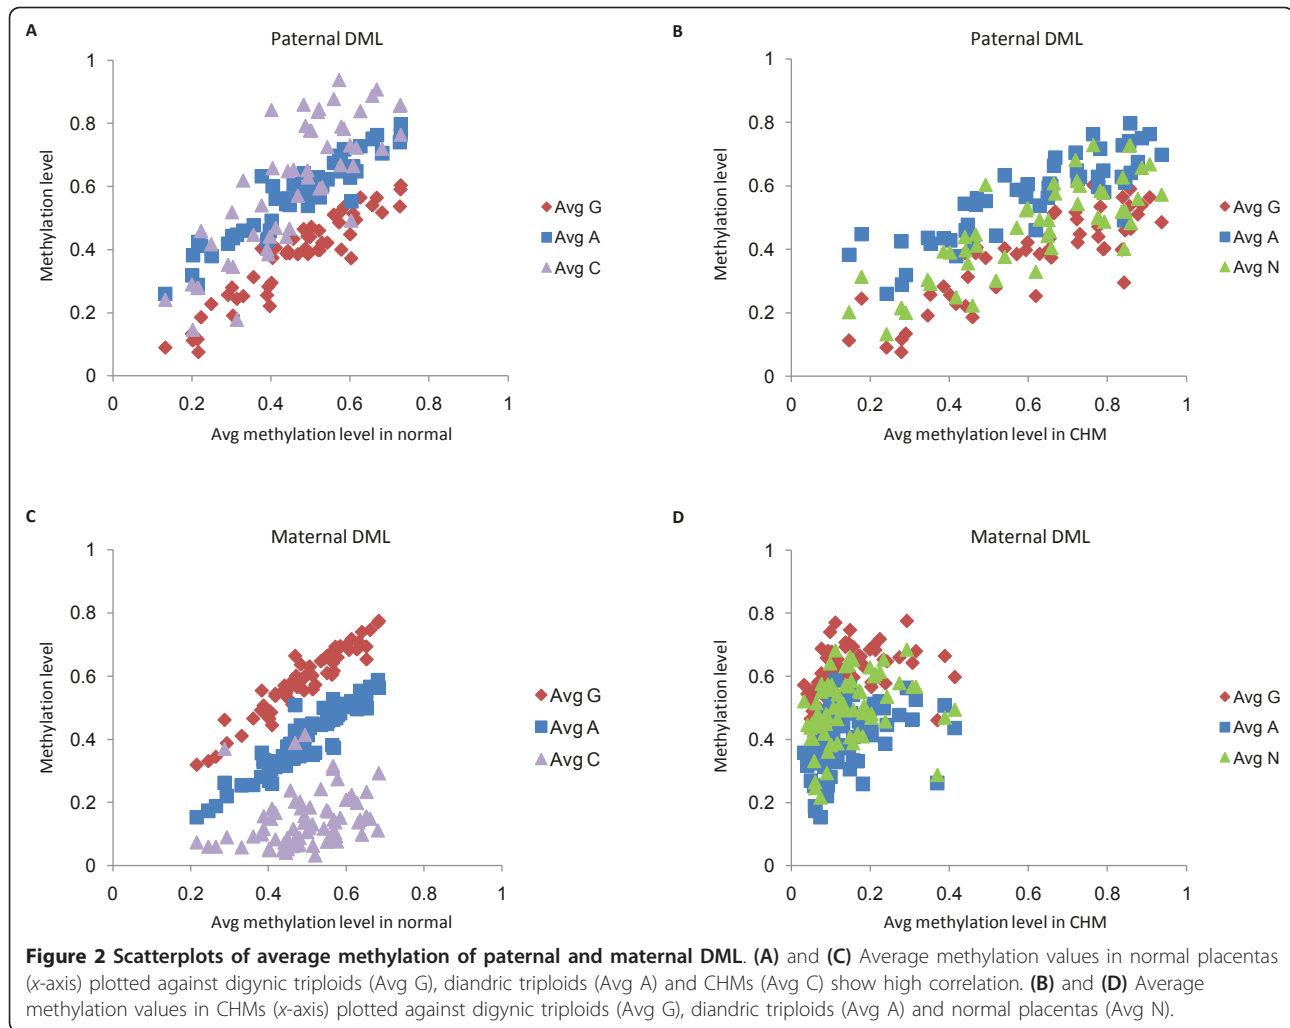 A
Paternal DML
1
0.8
0.6
0.4
0.2
0
Methylation level
0 0.2 0.4 0.6 0.8 1
Avg methylation level in normal
Avg G
Avg A
Avg C
B
Paternal DML
1
0.8
0.6
0.4
0.2
0
Methylation level
0 0.2 0.4 0.6 0.8 1
Avg methylation level in CHM
Avg G
Avg A
Avg N
C
Maternal DML
1
0.8
0.6
0.4
0.2
0
Methylation level
0 0.2 0.4 0.6 0.8 1
Avg methylation level in normal
Avg G
Avg A
Avg C
D
Maternal DML
1
0.8
0.6
0.4
0.2
0
Methylation level
0 0.2 0.4 0.6 0.8 1
Avg methylation level in CHM
Avg G
Avg A
Avg N
Figure 2 Scatterplots of average methylation of paternal and maternal DML. (A) and (C) Average methylation values in normal placentas
(x-axis) plotted against digynic triploids (Avg G), diandric triploids (Avg A) and CHMs (Avg C) show high correlation. (B) and (D) Average
methylation values in CHMs (x-axis) plotted against digynic triploids (Avg G), diandric triploids (Avg A) and normal placentas (Avg N).